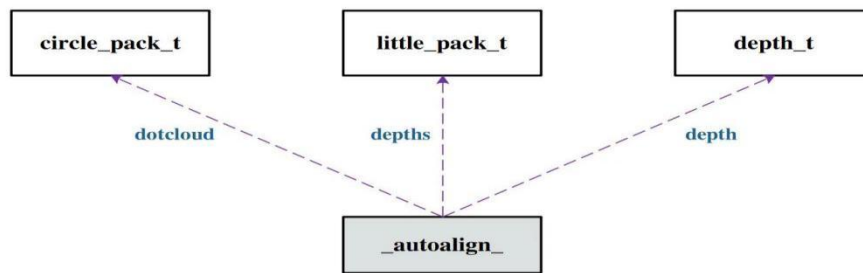 circle_pack_t
little_pack_t
depth_t
dotcloud
depths
depth
_autoalign_